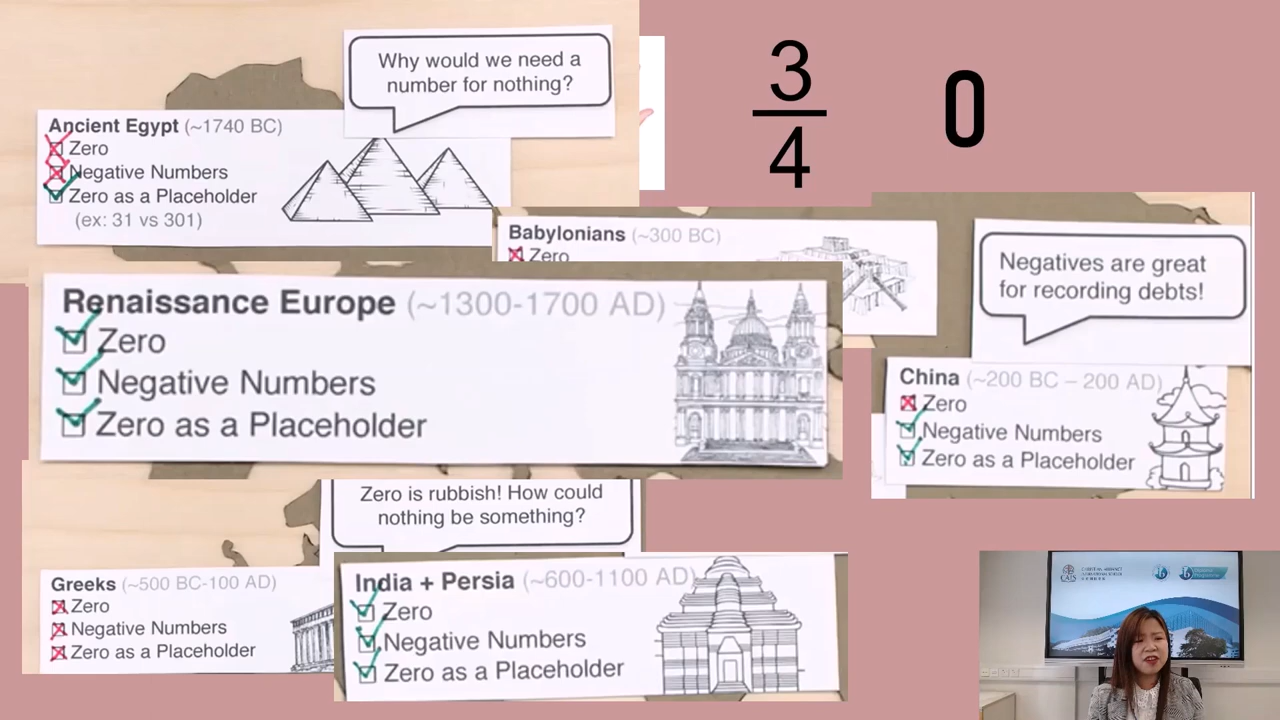 Why would we need a
number for nothing?
Ancient Egypt (~1740 BC)
Zero
Negative Numbers
Zero as a Placeholder
(ex: 31 vs 301)
3
4
0
Babylonians (~300 BC)
Zero
Negatives are great
for recording debts!
Renaissance Europe (~1300-1700 AD)
Zero
Negative Numbers
Zero as a Placeholder
China (~200 BC – 200 AD)
Zero
Negative Numbers
Zero as a Placeholder
Zero is rubbish! How could
nothing be something?
Greeks (~500 BC-100 AD)
Zero
Negative Numbers
Zero as a Placeholder
India + Persia (~600-1100 AD)
Zero
Negative Numbers
Zero as a Placeholder
CAIS